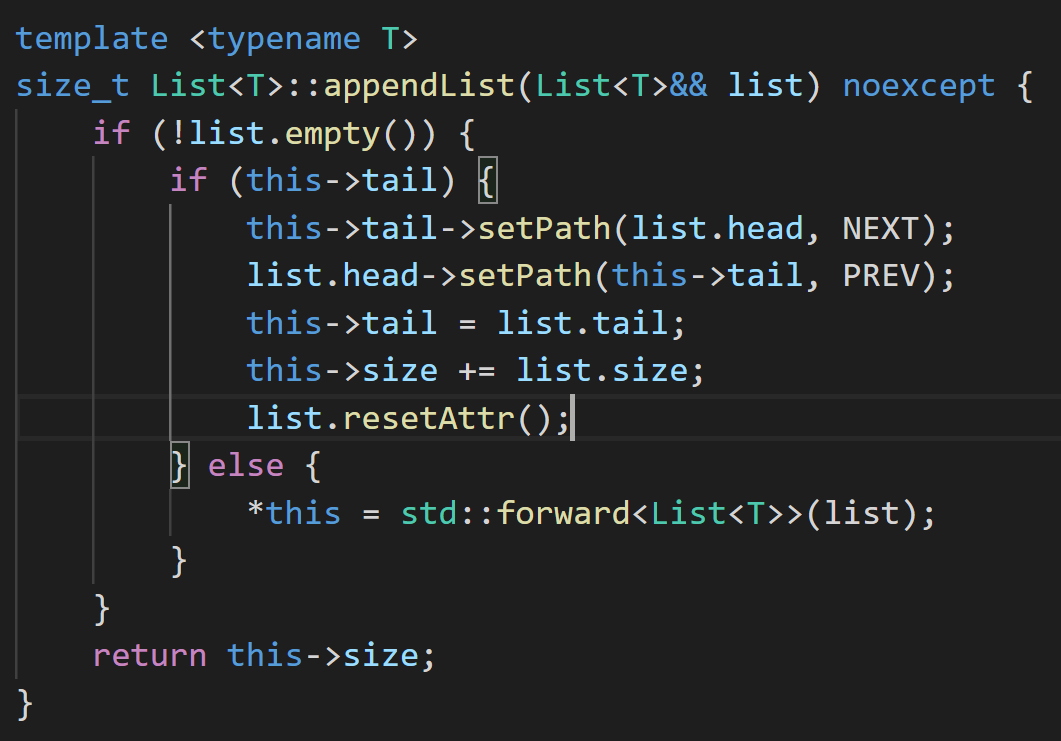 template <typename T>
size_t List<T>::appendList(List<T>&& list) noexcept {
    if (!list.empty()) {
        if (this->tail) {
            this->tail->setPath(list.head, NEXT);
            list.head->setPath(this->tail, PREV);
            this->tail = list.tail;
            this->size += list.size;
            list.resetAttr();
        } else {
            *this = std::forward<List<T>>(list);
        }
    }
    return this->size;
}